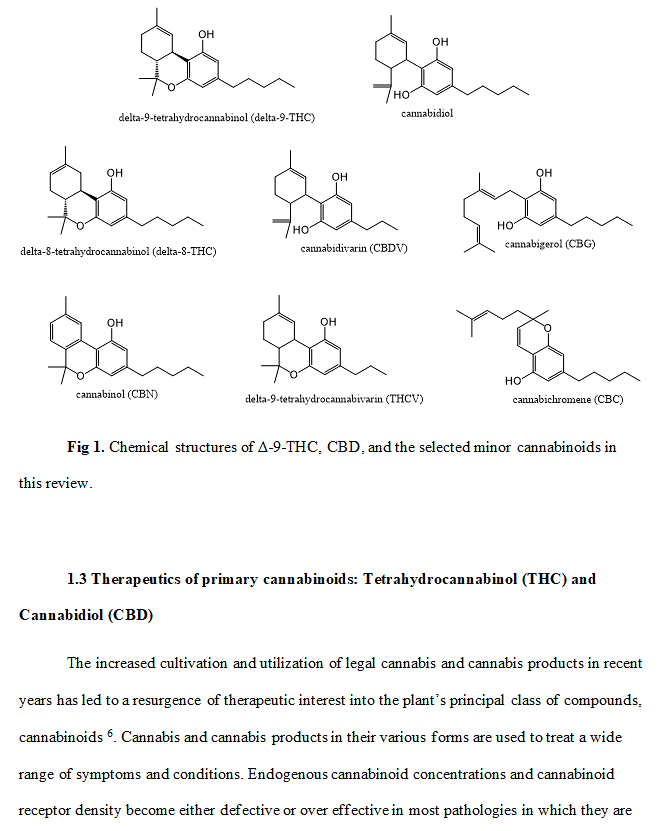 OH
O
delta-9-tetrahydrocannabinol (delta-9-THC)
OH
HO
cannabidiol
OH
O
delta-8-tetrahydrocannabinol (delta-8-THC)
OH
HO
cannabidivarin (CBDV)
OH
HO
cannabigerol (CBG)
OH
O
cannabinol (CBN)
OH
O
delta-9-tetrahydrocannabivarin (THCV)
O
HO
cannabichromene (CBC)
Fig 1. Chemical structures of Δ-9-THC, CBD, and the selected minor cannabinoids in
this review.
1.3 Therapeutics of primary cannabinoids: Tetrahydrocannabinol (THC) and
Cannabidiol (CBD)
The increased cultivation and utilization of legal cannabis and cannabis products in recent
years has led to a resurgence of therapeutic interest into the plant’s principal class of compounds,
cannabinoids 6. Cannabis and cannabis products in their various forms are used to treat a wide
range of symptoms and conditions. Endogenous cannabinoid concentrations and cannabinoid
receptor density become either defective or over effective in most pathologies in which they are